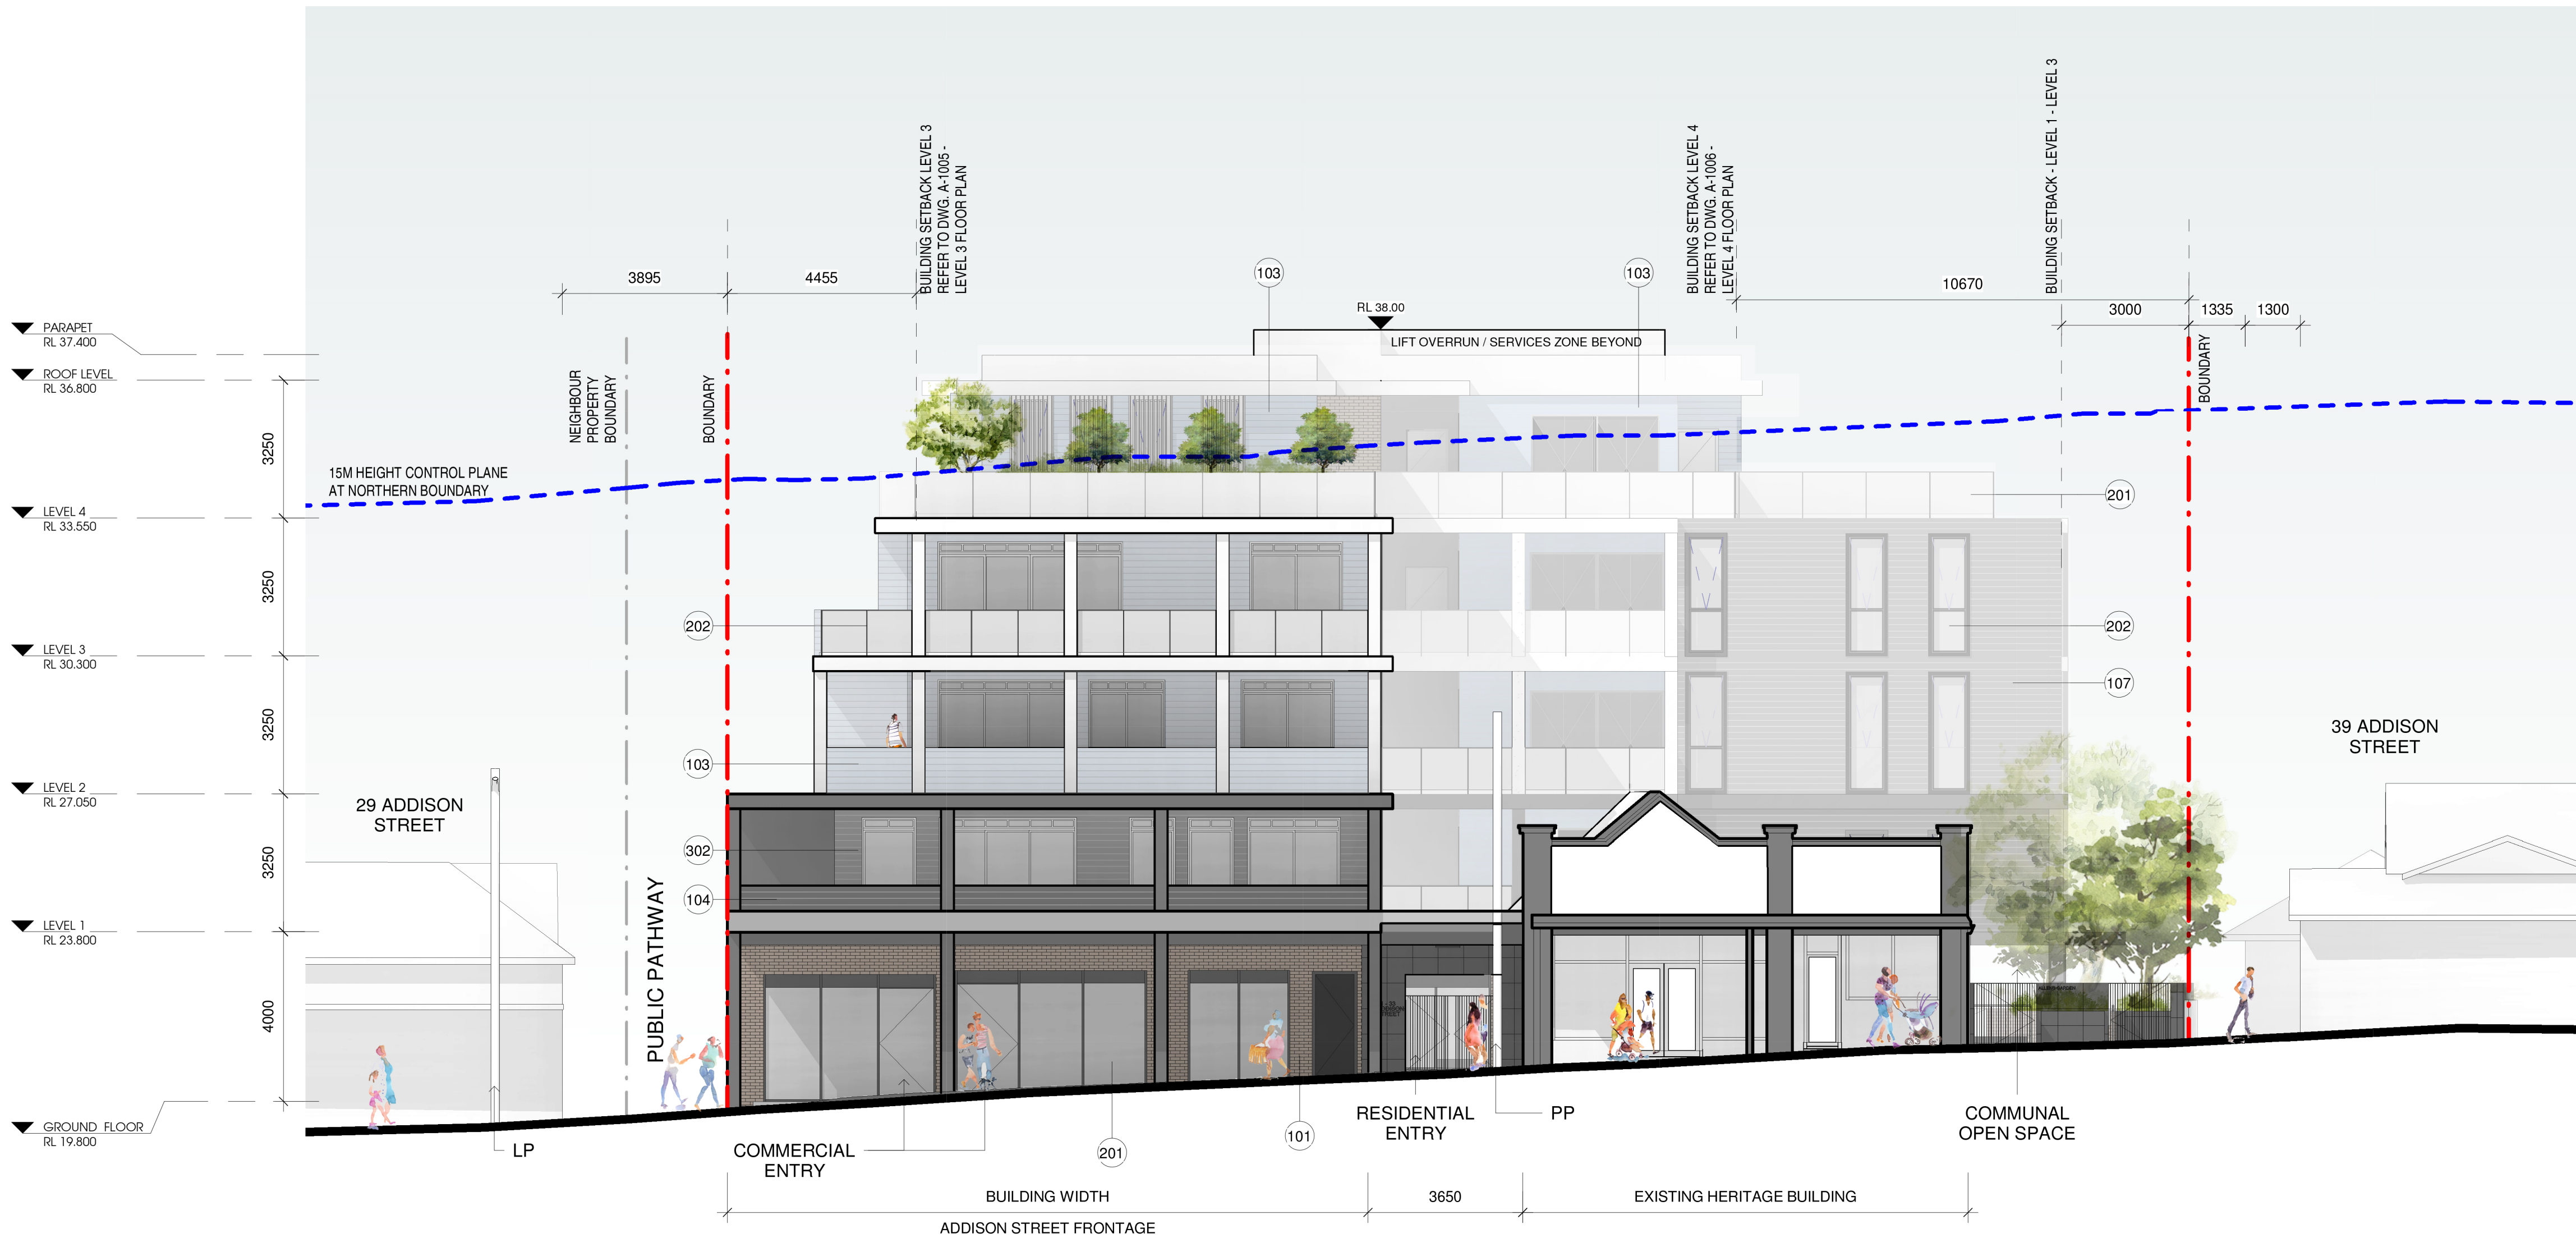 BUILDING SETBACK LEVEL 3
REFER TO DWG. A-1005 -
LEVEL 3 FLOOR PLAN
BUILDING SETBACK LEVEL 4
REFER TO DWG. A-1006 -
LEVEL 4 FLOOR PLAN
BUILDING SETBACK - LEVEL 1 - LEVEL 3
3895
4455
103
103
10670
3000
1335
1300
RL 38.00
LIFT OVERRUN / SERVICES ZONE BEYOND
PARAPET
RL 37.400
ROOF LEVEL
RL 36.800
NEIGHBOUR
PROPERTY
BOUNDARY
BOUNDARY
BOUNDARY
3250
15M HEIGHT CONTROL PLANE
AT NORTHERN BOUNDARY
201
LEVEL 4
RL 33.550
3250
202
202
LEVEL 3
RL 30.300
107
3250
39 ADDISON
STREET
103
LEVEL 2
RL 27.050
29 ADDISON
STREET
3250
302
104
LEVEL 1
RL 23.800
PUBLIC PATHWAY
4000
GROUND FLOOR
RL 19.800
LP
COMMERCIAL
ENTRY
201
101
RESIDENTIAL
ENTRY
PP
COMMUNAL
OPEN SPACE
BUILDING WIDTH
3650
EXISTING HERITAGE BUILDING
ADDISON STREET FRONTAGE